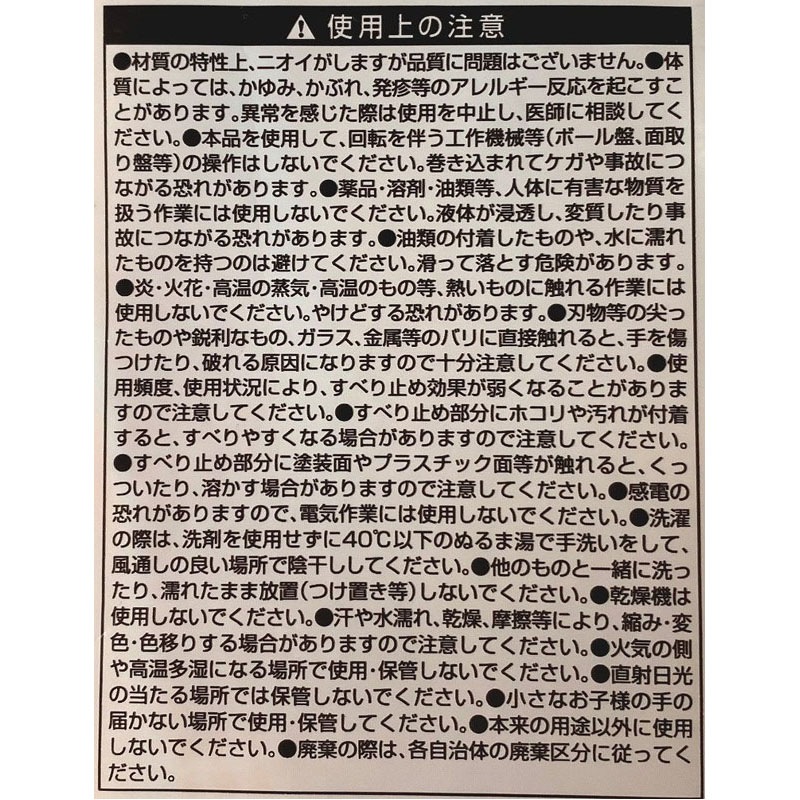 ⚠ 使用上の注意
●材質の特性上、ニオイがしますが品質に問題はございません。●体
質によっては、かゆみ、かぶれ、発疹等のアレルギー反応を起こすこ
とがあります。異常を感じた際は使用を中止し、医師に相談してく
ださい。●本品を使用して、回転を伴う工作機械等(ボール盤、面取
り盤等)の操作はしないでください。巻き込まれてケガや事故につ
ながる恐れがあります。●薬品・溶剤・油類等、人体に有害な物質を
扱う作業には使用しないでください。液体が浸透し、変質したり事
故につながる恐れがあります。●油類の付着したものや、水に濡れ
たものを持つのは避けてください。滑って落とす危険があります。
●炎・火花・高温の蒸気・高温のもの等、熱いものに触れる作業には
使用しないでください。やけどする恐れがあります。●刃物等の尖っ
たものや鋭利なもの、ガラス、金属等のバリに直接触れると、手を傷
つけたり、破れる原因になりますので十分注意してください。●使
用頻度、使用状況により、すべり止め効果が弱くなることがありま
すので注意してください。●すべり止め部分にホコリや汚れが付着
すると、すべりやすくなる場合がありますので注意してください。
●すべり止め部分に塗装面やプラスチック面等が触れると、くっ
ついたり、溶かす場合がありますので注意してください。●感電の
恐れがありますので、電気作業には使用しないでください。●洗濯
の際は、洗剤を使用せずに40℃以下のぬるま湯で手洗いをして、
風通しの良い場所で陰干ししてください。●他のものと一緒に洗っ
たり、濡れたまま放置(つけ置き等)しないでください。●乾燥機は
使用しないでください。●汗や水濡れ、乾燥、摩擦等により、縮み・変
色・色移りする場合がありますので注意してください。●火気の側
や高温多湿になる場所で使用・保管しないでください。●直射日光
の当たる場所では保管しないでください。●小さなお子様の手の
届かない場所で使用・保管してください。●本来の用途以外に使用
しないでください。●廃棄の際は、各自治体の廃棄区分に従ってく
ださい。